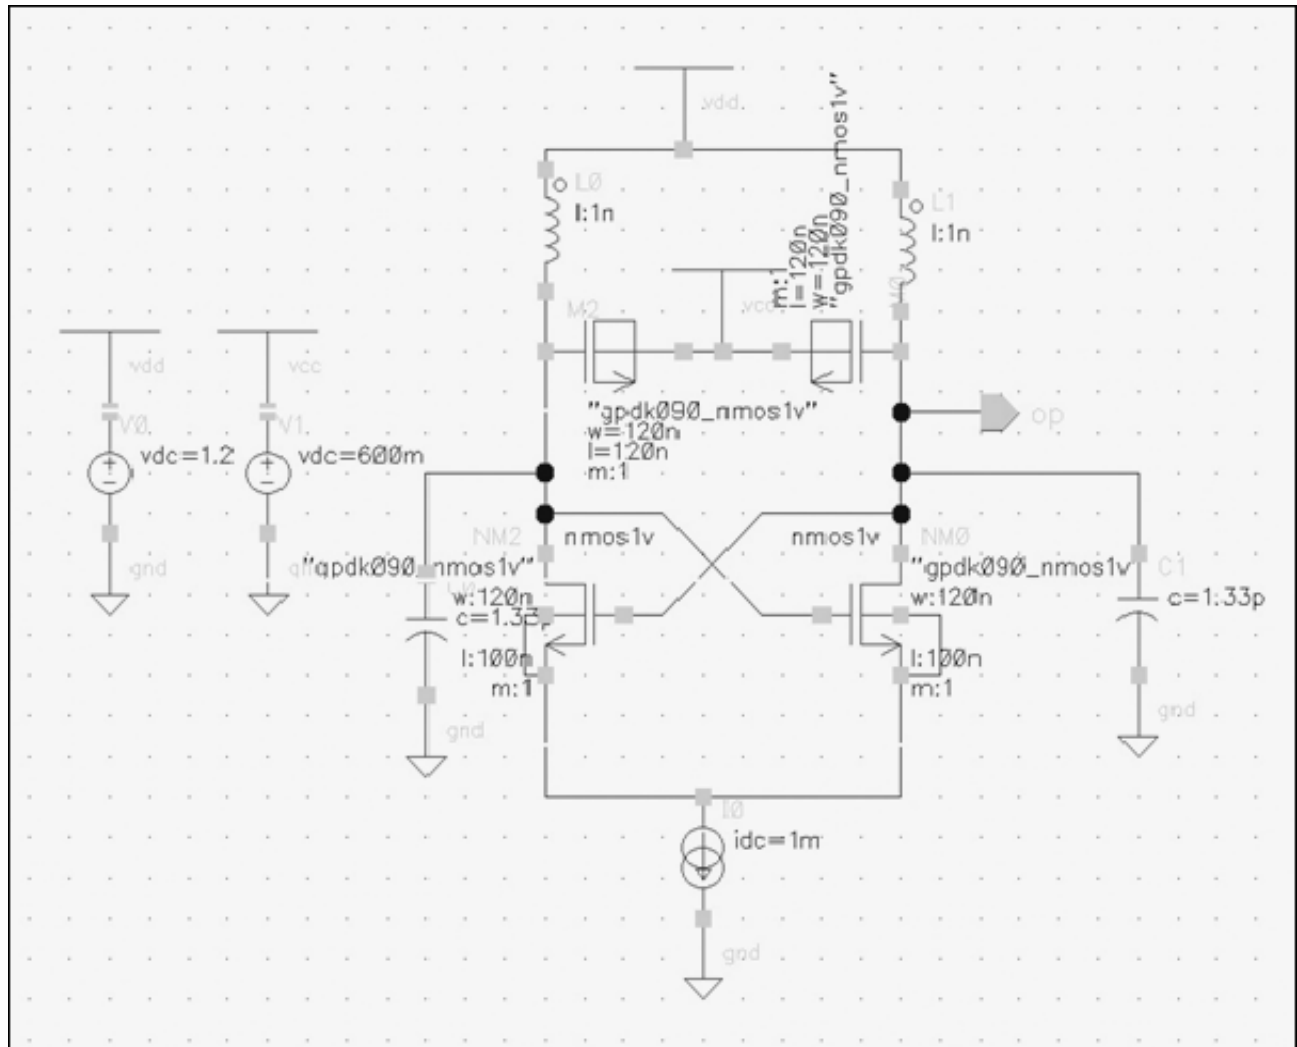 vdd
"gpdk090_nmos1v"
w=120n
l=120n
m:1
L0
l:1n
L1
l:1n
M2
vcc
"gpdk090_nmos1v"
w=120n
l=120n
m:1
op
vdd
V0
vdc=1.2
gnd
vcc
V1
vdc=600m
NM2
nmos1v
"gpdk090_nmos1v"
w:120n
l:100n
m:1
c=1.33p
gnd
nmos1v
NM0
"gpdk090_nmos1v
w:120n
l:100n
m:1
C1
c=1.33p
gnd
I0
idc=1m
gnd